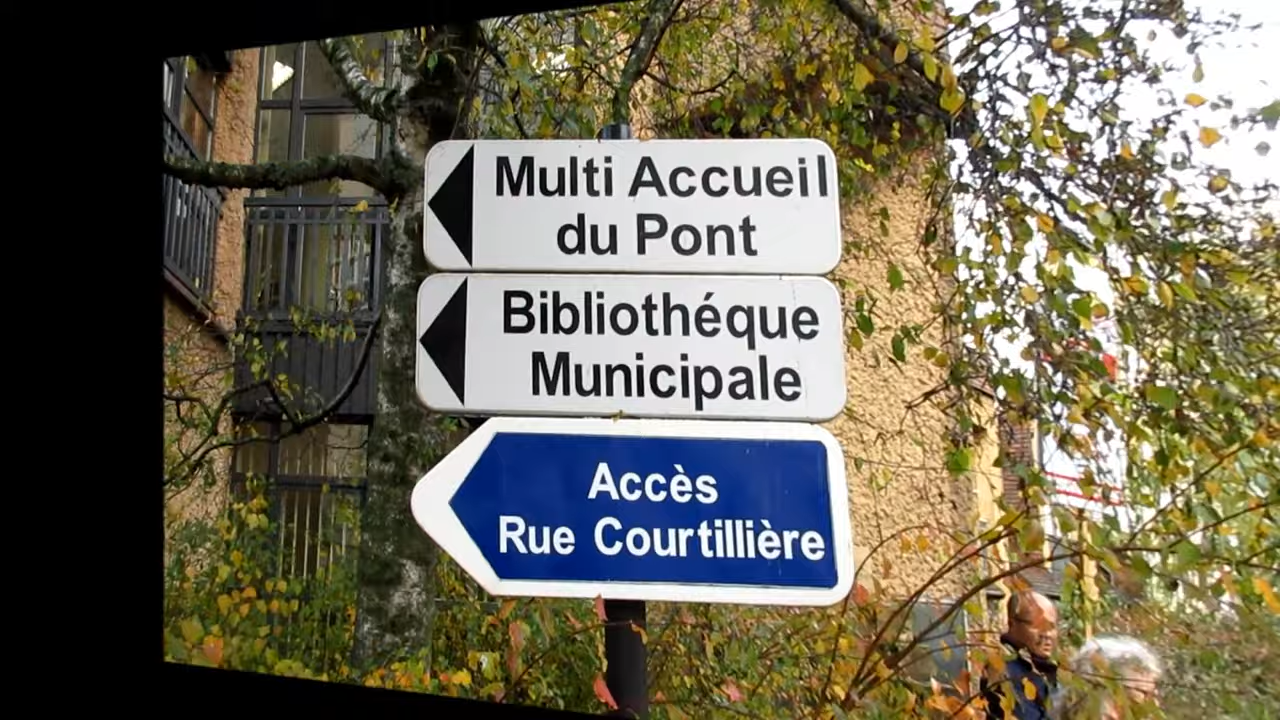 Multi Accueil
du Pont
Bibliothéque
Municipale
Accès
Rue Courtillière